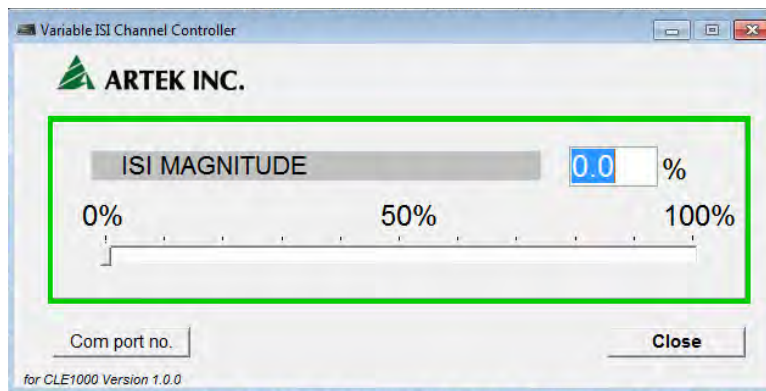 Variable ISI Channel Controller
ARTEK INC.
ISI MAGNITUDE 0.0 %
0% 50% 100%
Com port no. Close
for CLE1000 Version 1.0.0